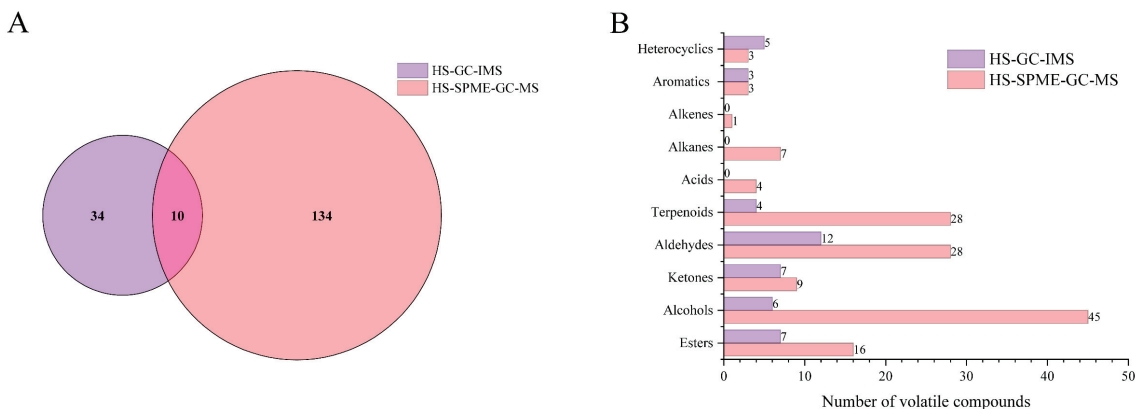 A
HS-GC-IMS
HS-SPME-GC-MS
34
10
134
B
HS-GC-IMS
HS-SPME-GC-MS
Heterocyclics
5
3
Aromatics
3
3
Alkenes
0
1
Alkanes
0
7
Acids
0
4
Terpenoids
4
28
Aldehydes
12
28
Ketones
7
9
Alcohols
6
45
Esters
7
16
0 10 20 30 40 50
Number of volatile compounds